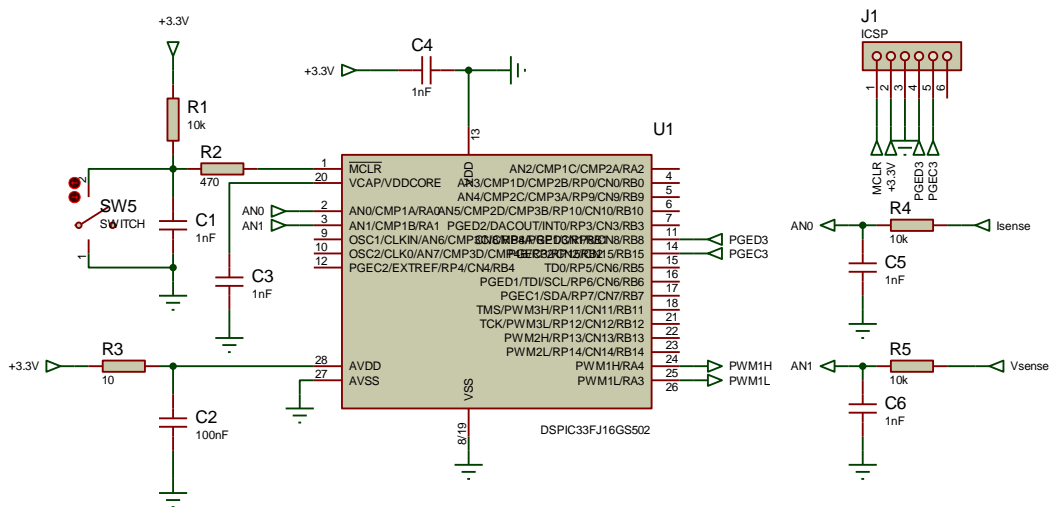 +3.3V
R1
10k
R2
470
2
SW5
SWITCH
1
C1
1nF
C3
1nF
+3.3V
C4
1nF
13
U1
J1
ICSP
1
2
3
4
5
6
MCLR
+3.3V
PGED3
PGEC3
1
MCLR
20
VCAP/VDDCORE
AN0
2
AN0/CMP1A/RA0
AN1
3
AN1/CMP1B/RA1
9
10
12
PGEC2/EXTREF/RP4/CN4/RB4
+3.3V
R3
10
28
AVDD
27
AVSS
C2
100nF
VDD
VSS
8/19
AN2/CMP1C/CMP2A/RA2
AN3/CMP1D/CMP2B/RP0/CN0/RB0
4
AN4/CMP2C/CMP3A/RP9/CN9/RB9
5
AN5/CMP2D/CMP3B/RP10/CN10/RB10
6
PGED2/DACOUT/INT0/RP3/CN3/RB3
7
11
PGED3
14
PGEC3
TD0/RP5/CN6/RB5
15
PGED1/TDI/SCL/RP6/CN6/RB6
16
PGEC1/SDA/RP7/CN7/RB7
17
TMS/PWM3H/RP11/CN11/RB11
18
TCK/PWM3L/RP12/CN12/RB12
21
PWM2H/RP13/CN13/RB13
22
PWM2L/RP14/CN14/RB14
23
PWM1H/RA4
24
PWM1H
PWM1L/RA3
25
PWM1L
26
DSPIC33FJ16GS502
AN0
R4
10k
Isense
C5
1nF
AN1
R5
10k
Vsense
C6
1nF